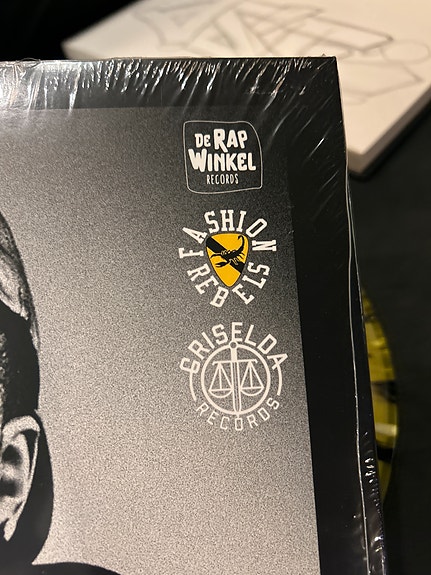 DE RAP
WINKEL
RECORDS
FASHION
REBELS
GRISELDA
RECORDS